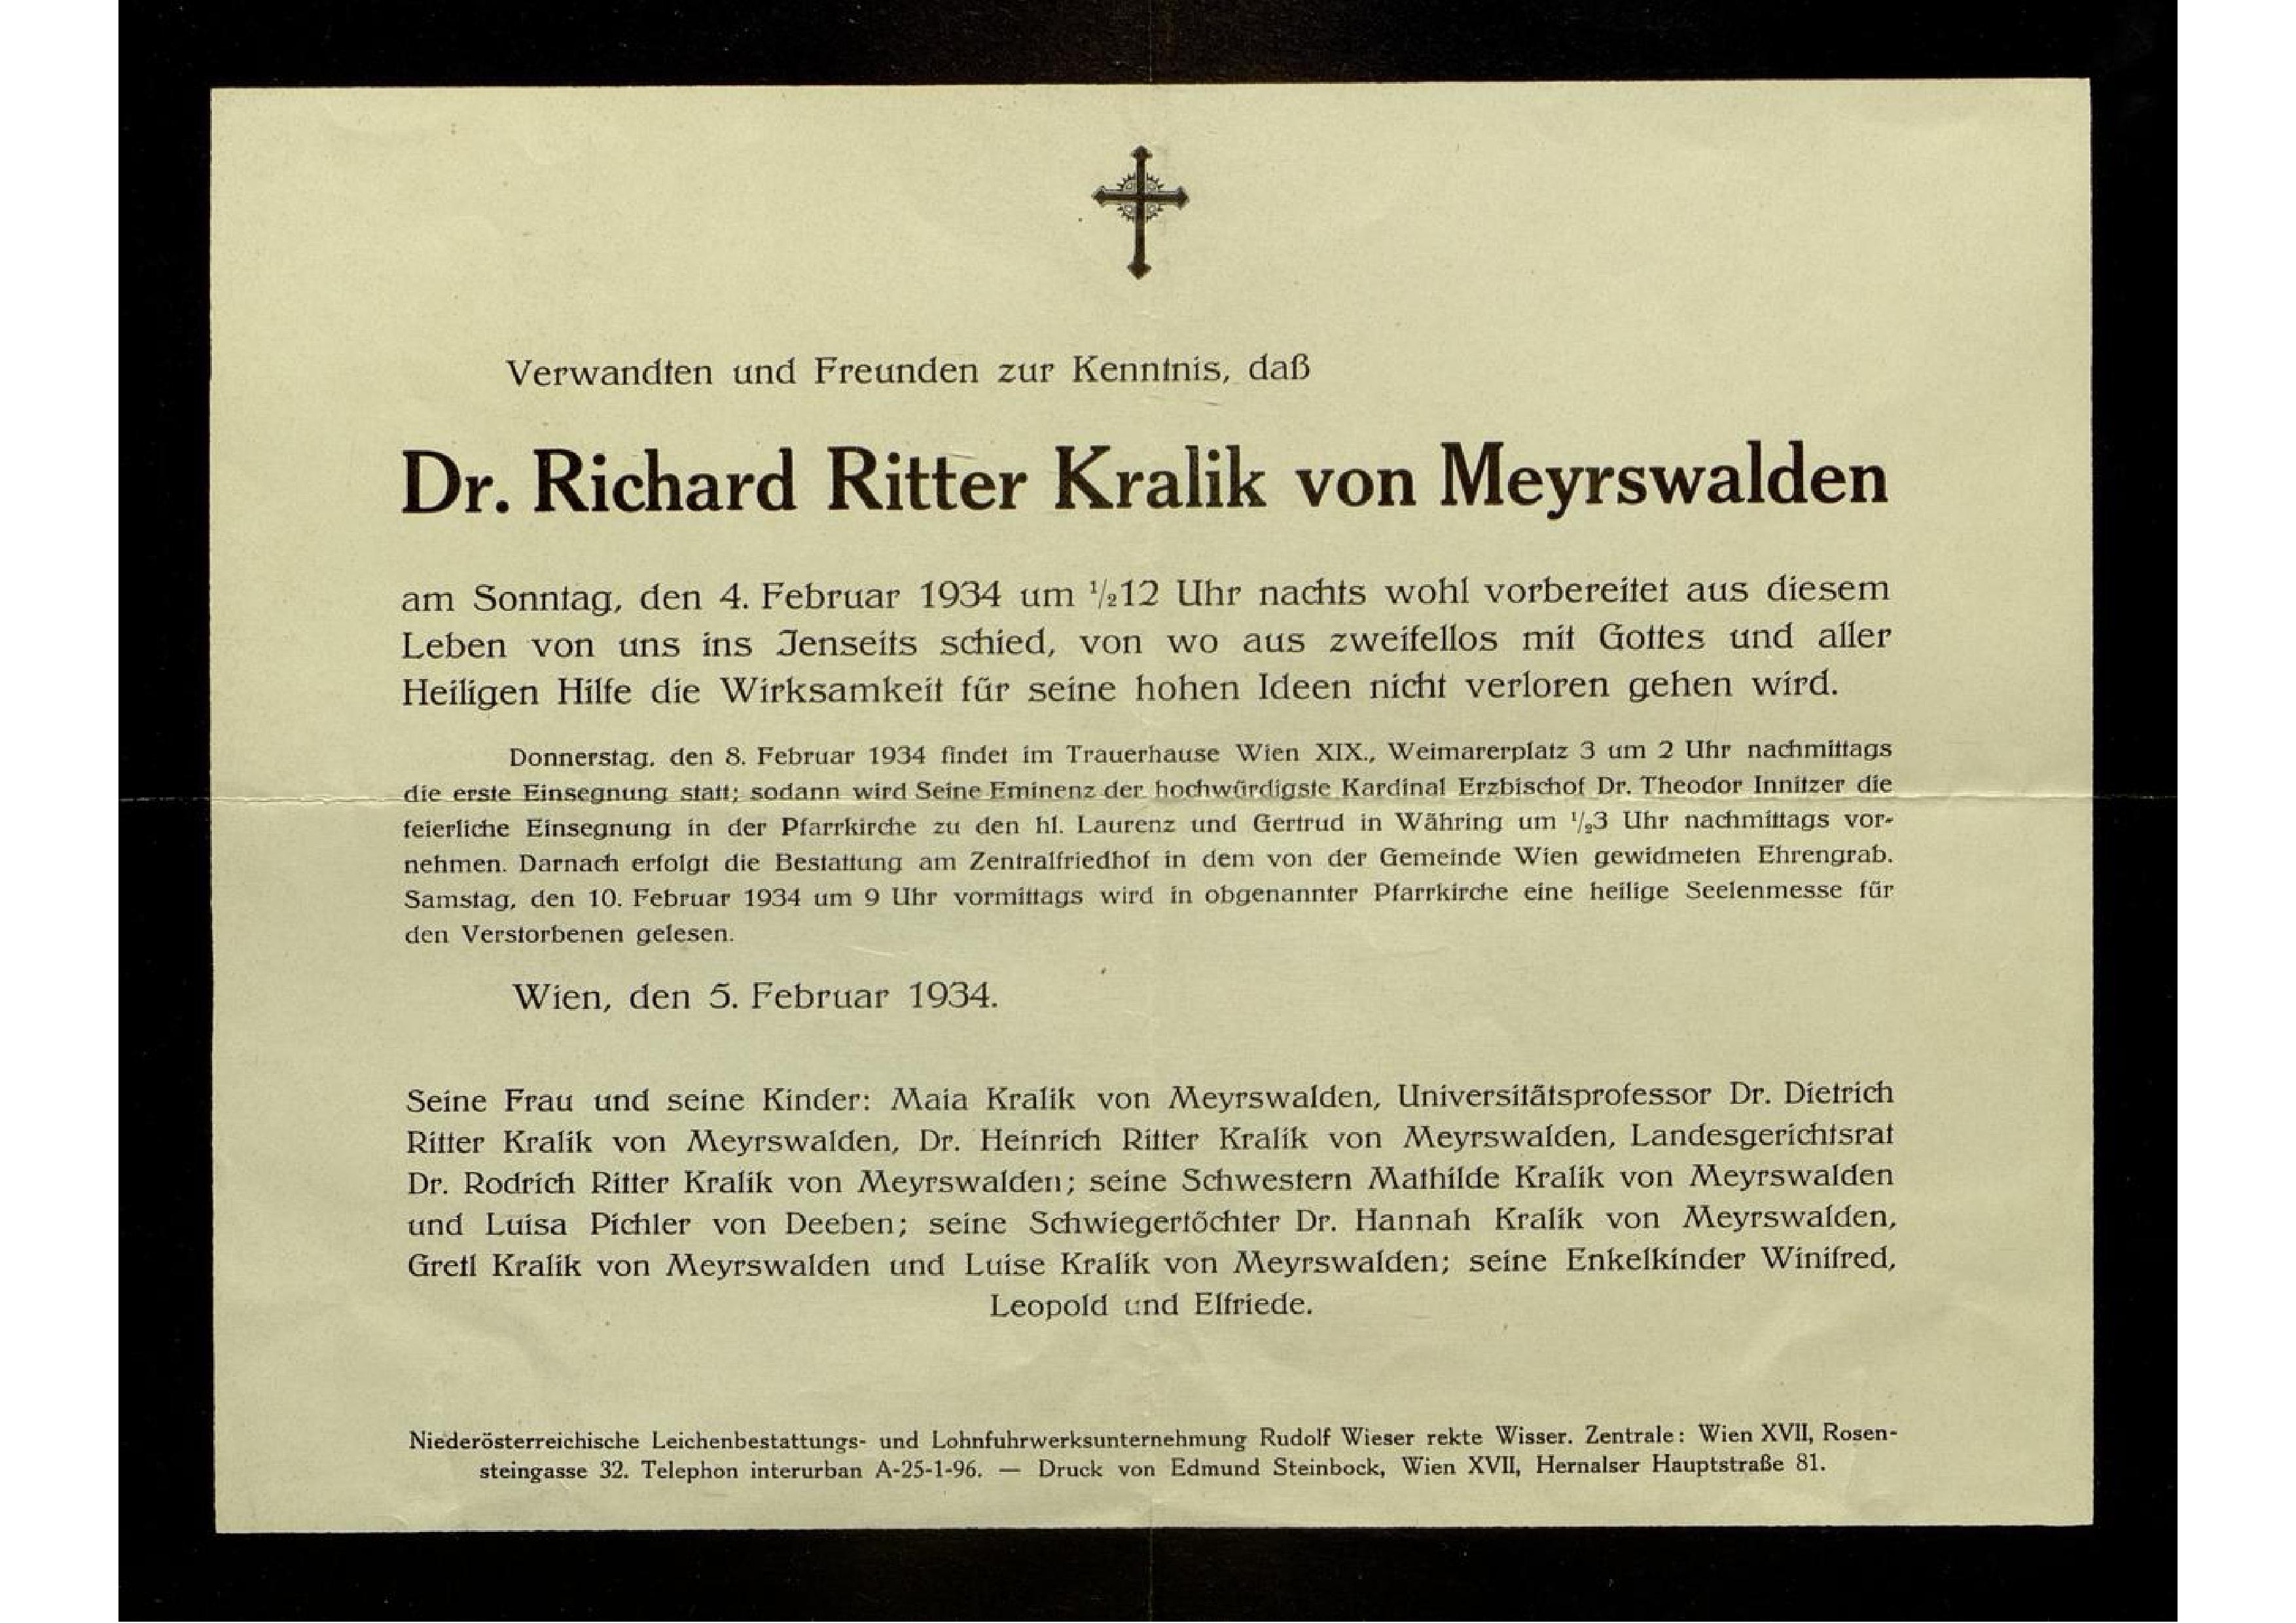 Verwandten und Freunden zur Kenntnis, daß
Dr. Richard Ritter Kralik von Meyrswalden
am Sonntag, den 4. Februar 1934 um ½12 Uhr nachts wohl vorbereitet aus diesem
Leben von uns ins Jenseits schied, von wo aus zweifellos mit Gottes und aller
Heiligen Hilfe die Wirksamkeit für seine hohen Ideen nicht verloren gehen wird.
Donnerstag, den 8. Februar 1934 findet im Trauerhause Wien XIX., Weimarerplatz 3 um 2 Uhr nachmittags
die erste Einsegnung statt; sodann wird Seine Eminenz der hochwürdigste Kardinal Erzbischof Dr. Theodor Innitzer die
feierliche Einsegnung in der Pfarrkirche zu den hl. Laurenz und Gertrud in Währing um ½3 Uhr nachmittags vor-
nehmen. Darnach erfolgt die Bestattung am Zentralfriedhof in dem von der Gemeinde Wien gewidmeten Ehrengrab.
Samstag, den 10. Februar 1934 um 9 Uhr vormittags wird in obgenannter Pfarrkirche eine heilige Seelenmesse für
den Verstorbenen gelesen.
Wien, den 5. Februar 1934.
Seine Frau und seine Kinder: Maia Kralik von Meyrswalden, Universitätsprofessor Dr. Dietrich
Ritter Kralik von Meyrswalden, Dr. Heinrich Ritter Kralik von Meyrswalden, Landesgerichtsrat
Dr. Rodrich Ritter Kralik von Meyrswalden; seine Schwestern Mathilde Kralik von Meyrswalden
und Luisa Pichler von Deeben; seine Schwiegertöchter Dr. Hannah Kralik von Meyrswalden,
Gretl Kralik von Meyrswalden und Luise Kralik von Meyrswalden; seine Enkelkinder Winifred,
Leopold und Elfriede.
Niederösterreichische Leichenbestattungs- und Lohnfuhrwerksunternehmung Rudolf Wieser rekte Wisser. Zentrale: Wien XVII, Rosen-
steingasse 32. Telephon interurban A-25-1-96. — Druck von Edmund Steinbock, Wien XVII, Hernalser Hauptstraße 81.